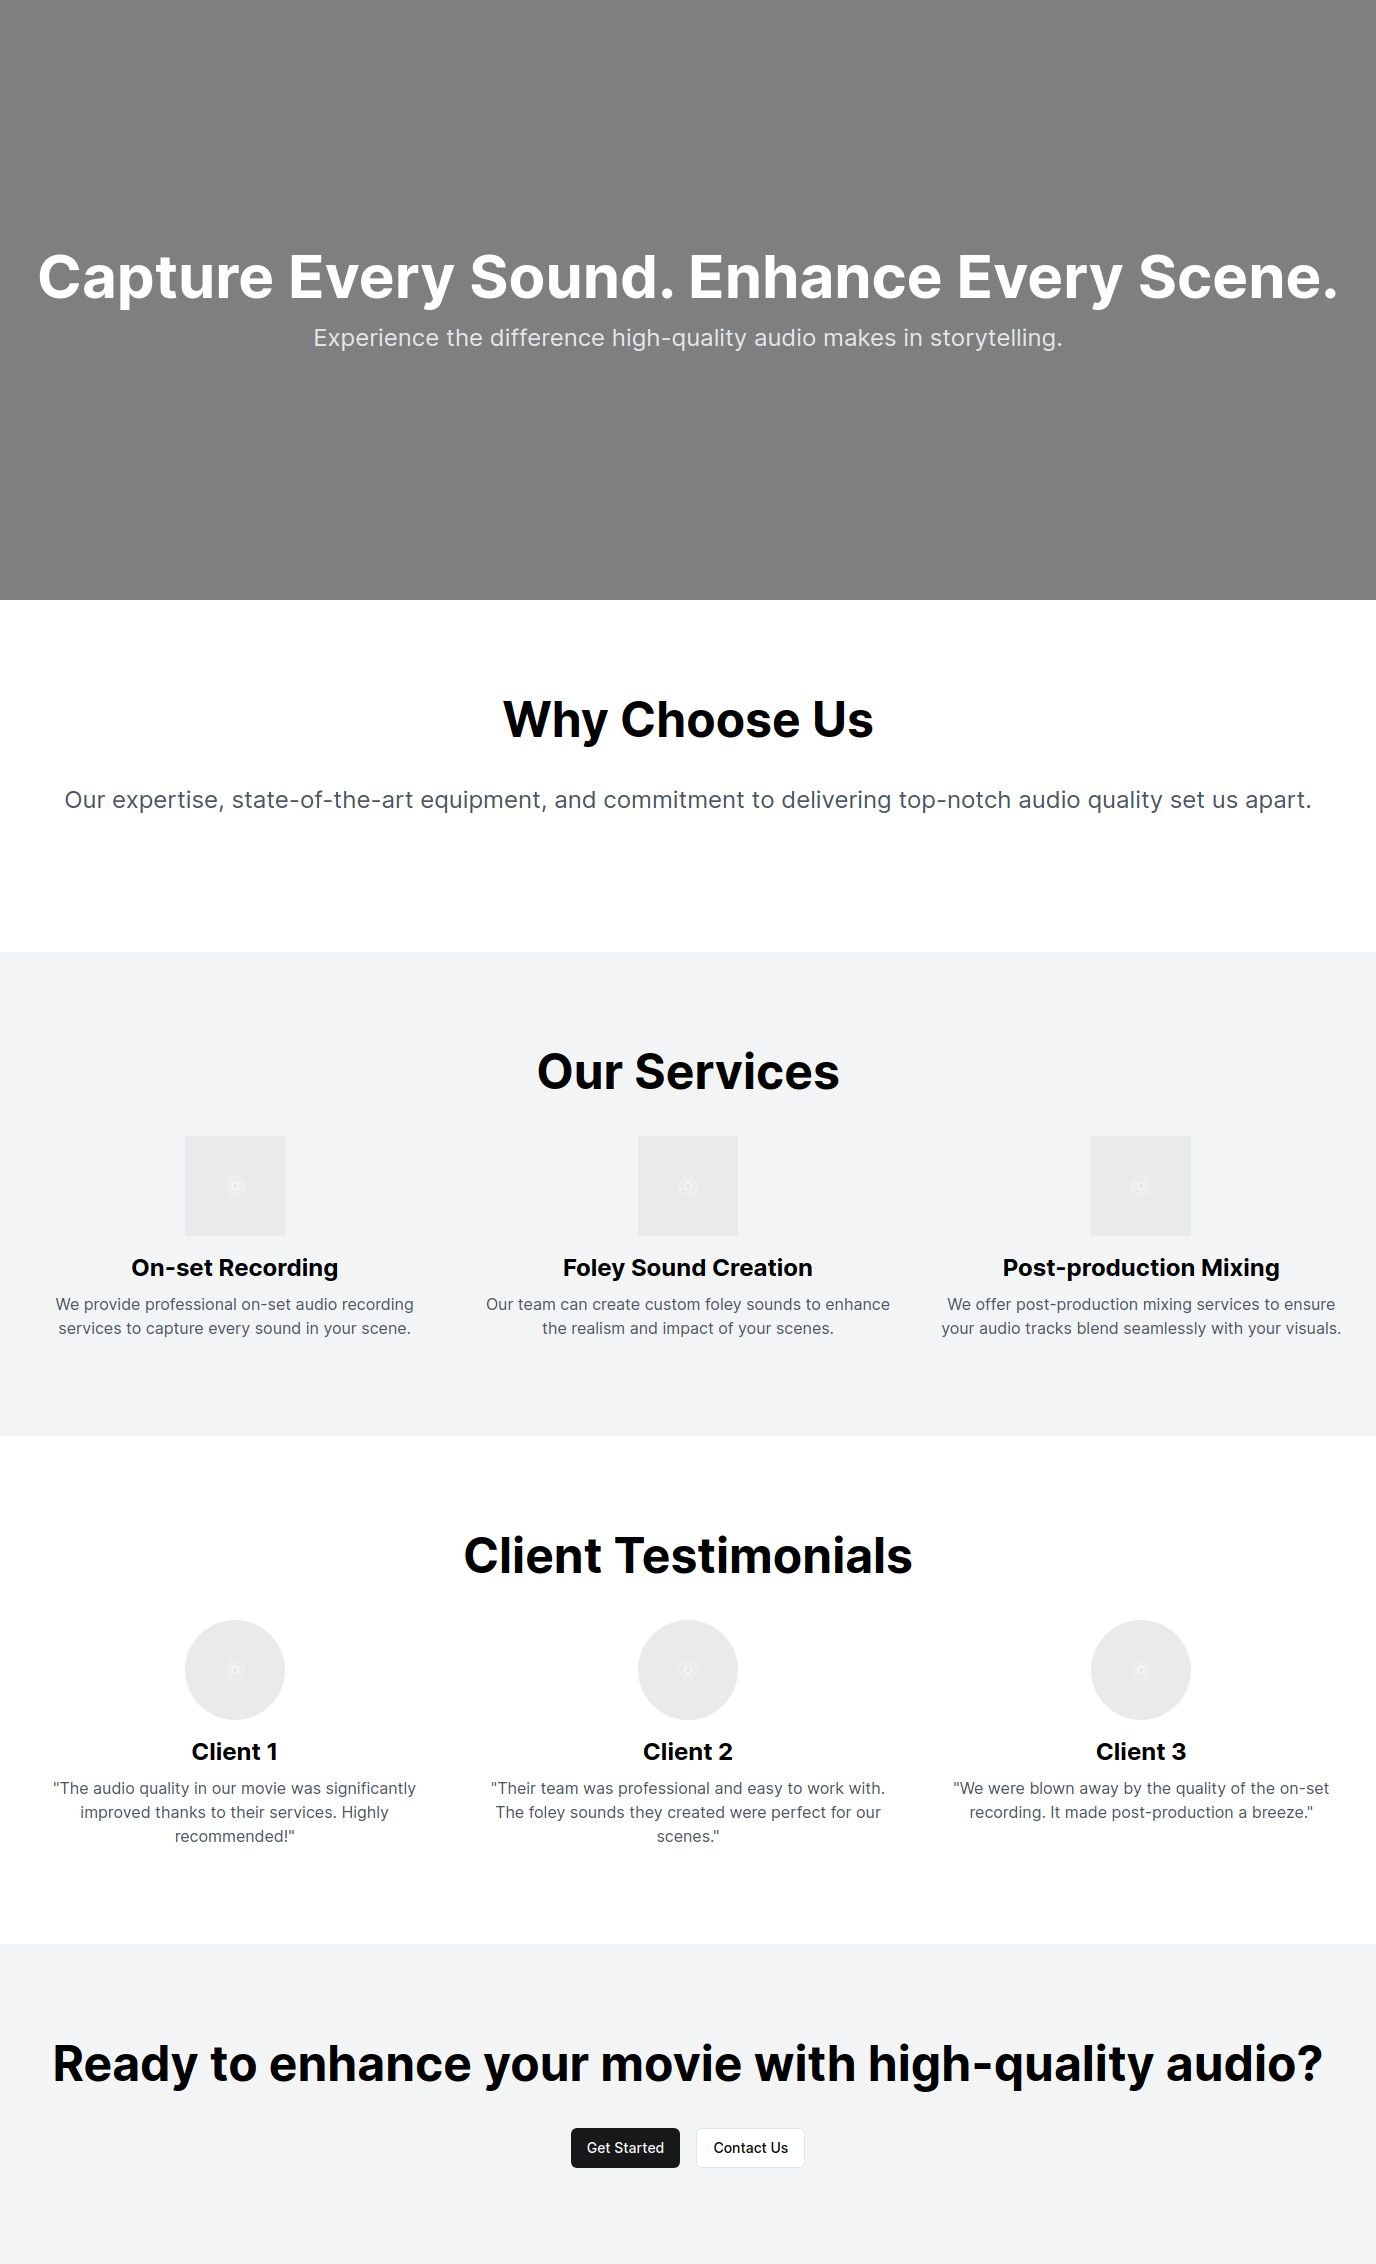 Capture Every Sound. Enhance Every Scene.
Experience the difference high-quality audio makes in storytelling.
Why Choose Us
Our expertise, state-of-the-art equipment, and commitment to delivering top-notch audio quality set us apart.
Our Services
On-set Recording
We provide professional on-set audio recording
services to capture every sound in your scene.
Foley Sound Creation
Our team can create custom foley sounds to enhance
the realism and impact of your scenes.
Post-production Mixing
We offer post-production mixing services to ensure
your audio tracks blend seamlessly with your visuals.
Client Testimonials
Client 1
"The audio quality in our movie was significantly
improved thanks to their services. Highly
recommended!"
Client 2
"Their team was professional and easy to work with.
The foley sounds they created were perfect for our
scenes."
Client 3
"We were blown away by the quality of the on-set
recording. It made post-production a breeze."
Ready to enhance your movie with high-quality audio?
Get Started
Contact Us